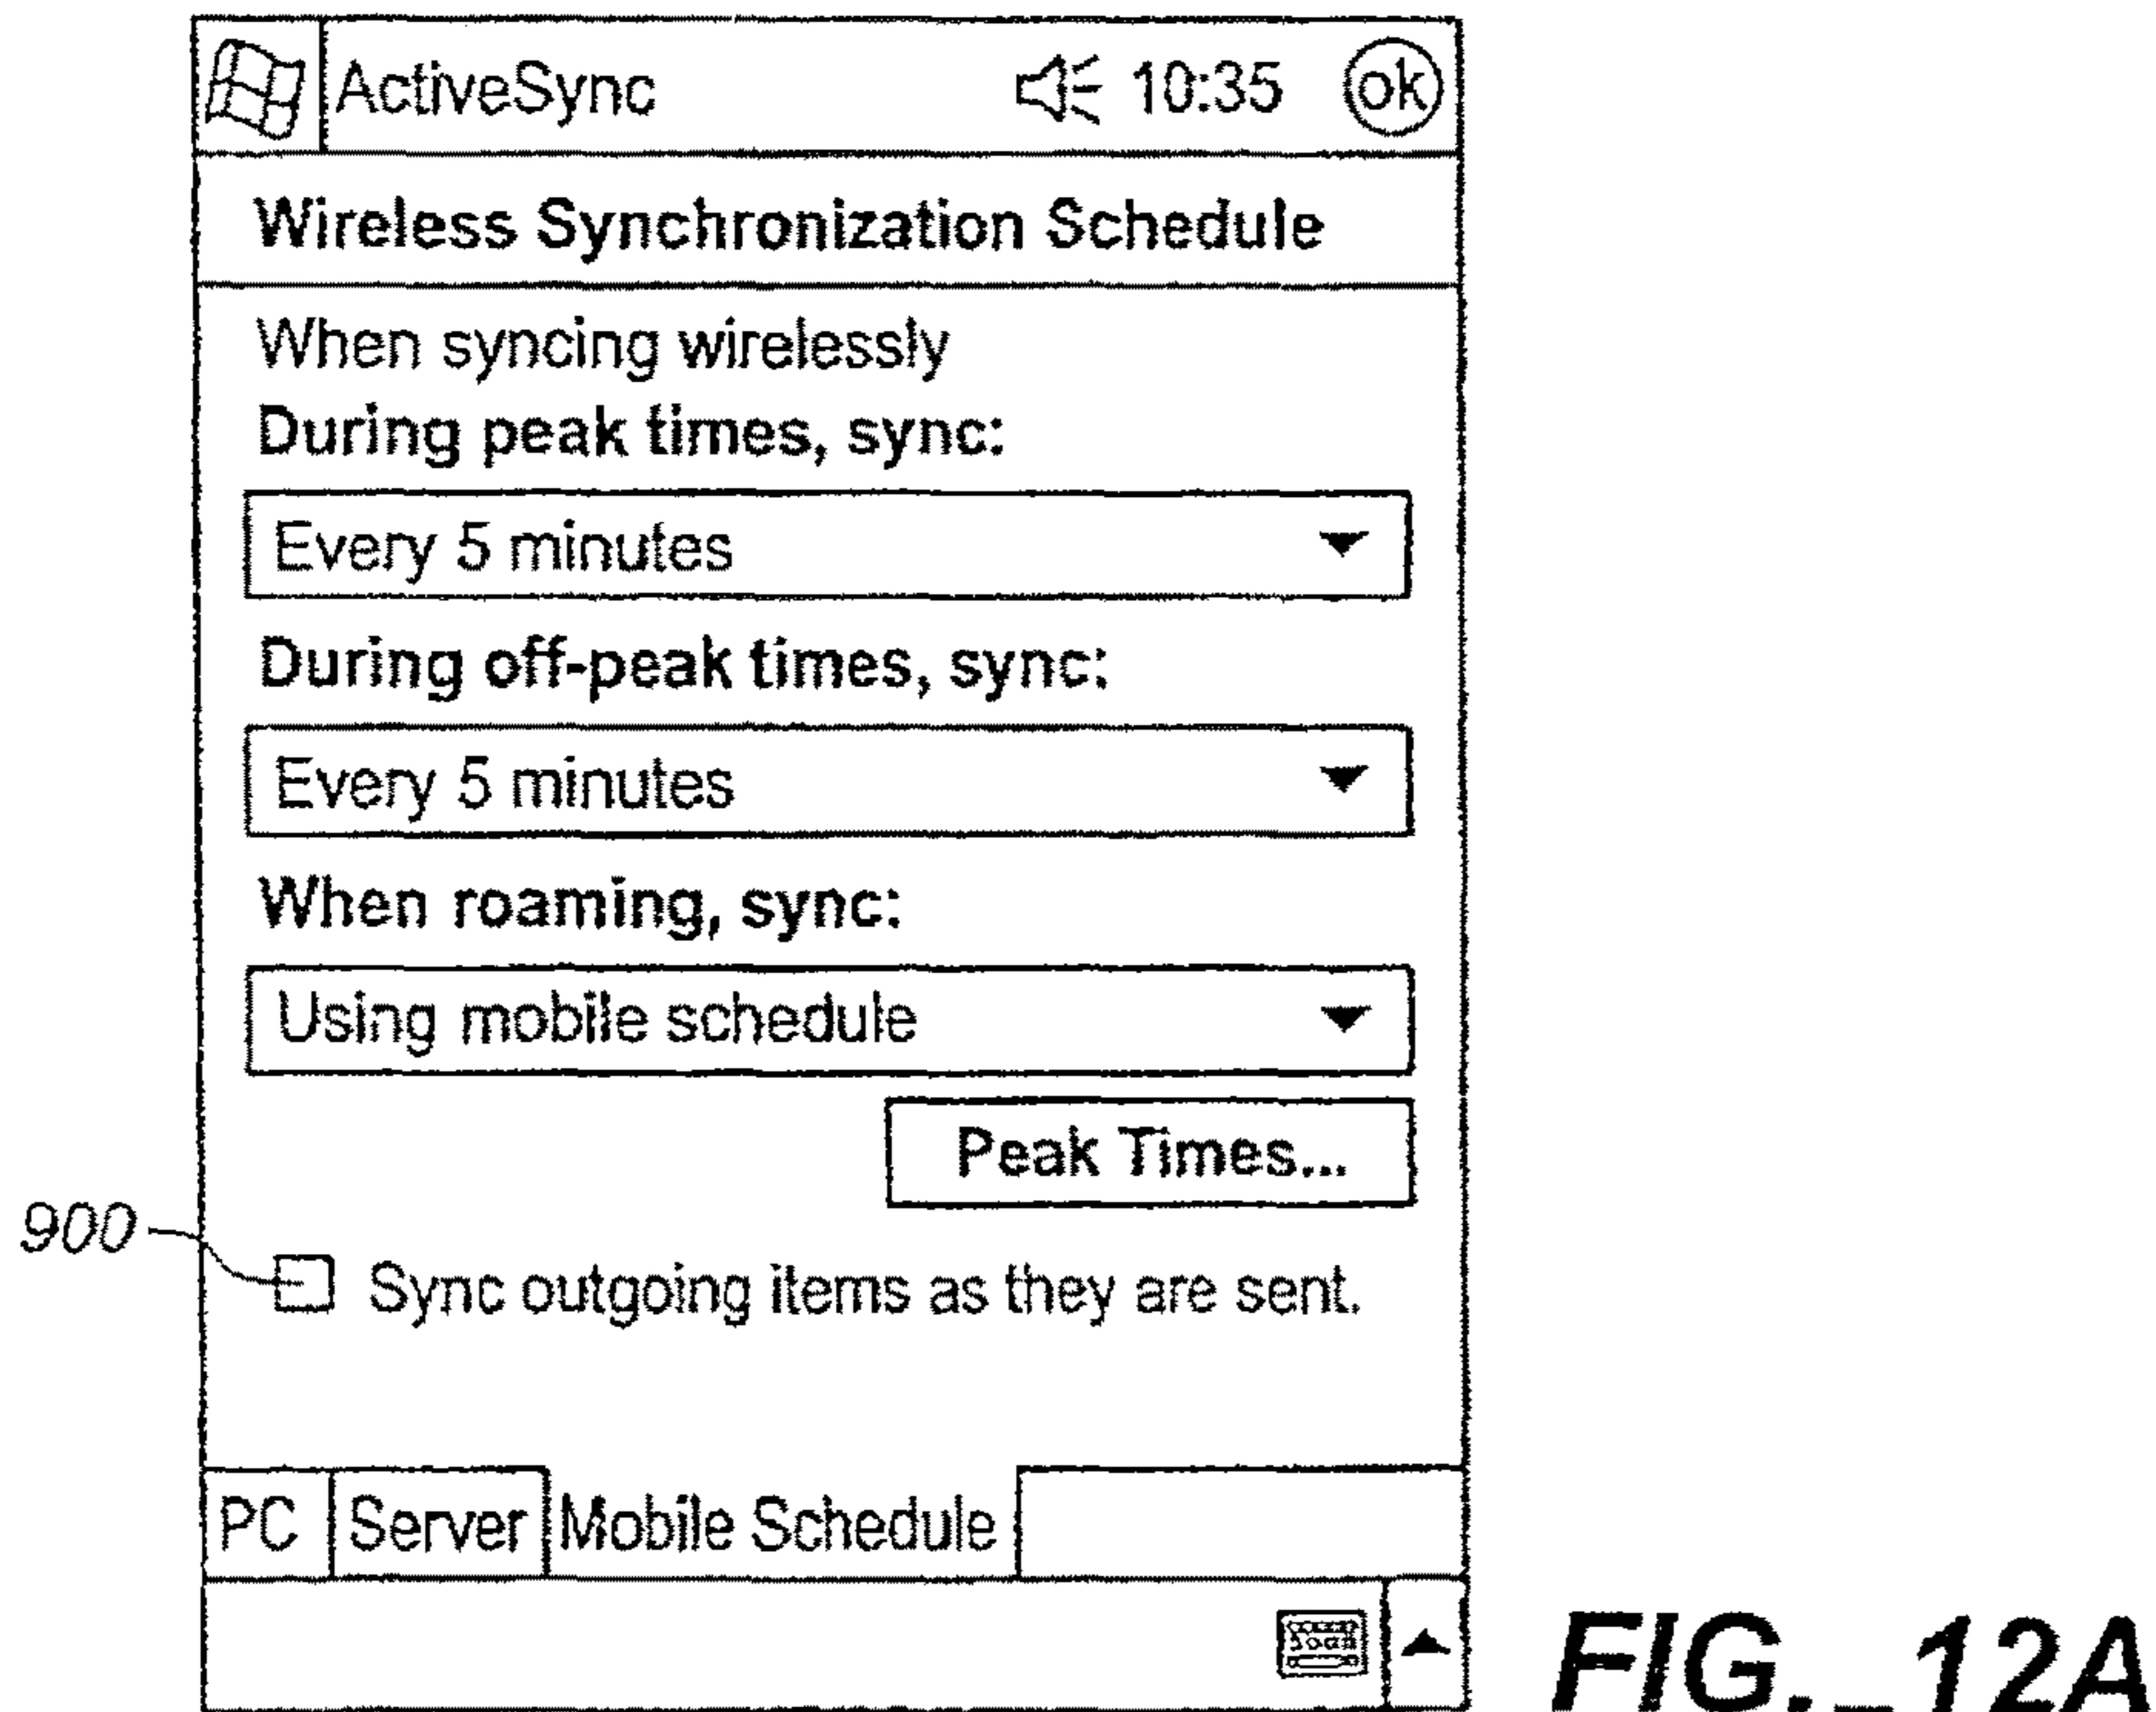 ActiveSync 10:35 ok
Wireless Synchronization Schedule
When syncing wirelessly
During peak times, sync:
Every 5 minutes
During off-peak times, sync:
Every 5 minutes
When roaming, sync:
Using mobile schedule
Peak Times...
900
Sync outgoing items as they are sent.
PC Server Mobile Schedule
FIG._12A